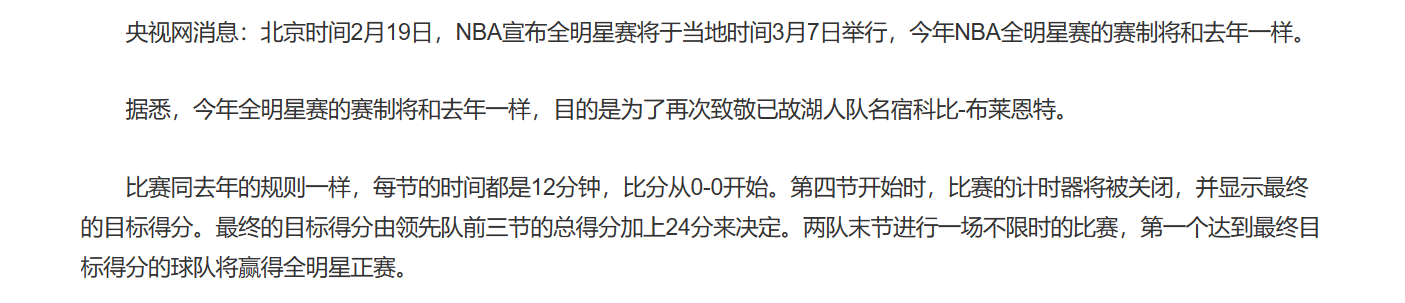 央视网消息：北京时间2月19日，NBA宣布全明星赛将于当地时间3月7日举行，今年NBA全明星赛的赛制将和去年一样。
据悉，今年全明星赛的赛制将和去年一样，目的是为了再次致敬已故湖人队名宿科比-布莱恩特。
比赛同去年的规则一样，每节的时间都是12分钟，比分从0-0开始。第四节开始时，比赛的计时器将被关闭，并显示最终
的目标得分。最终的目标得分由领先队前三节的总得分加上24分来决定。两队末节进行一场不限时的比赛，第一个达到最终目
标得分的球队将赢得全明星正赛。